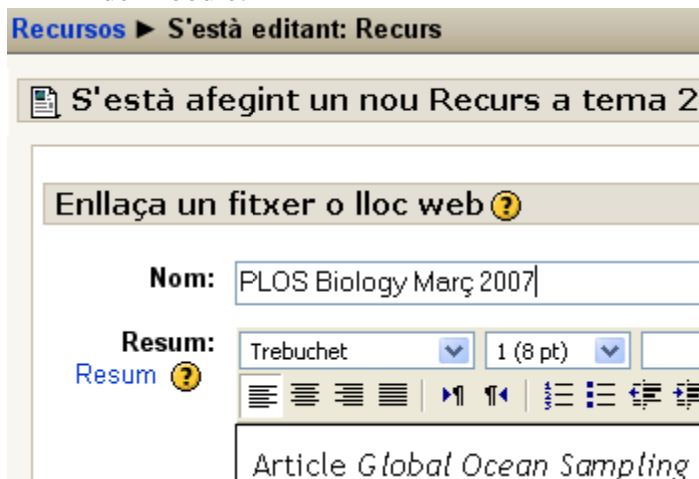 Recursos ► S'està editant: Recurs
S'està afegint un nou Recurs a tema 2
Enllaça un fitxer o lloc web
Nom: PLOS Biology Març 2007
Resum: Trebuchet 1 (8 pt)
Resum
Article Global Ocean Sampling